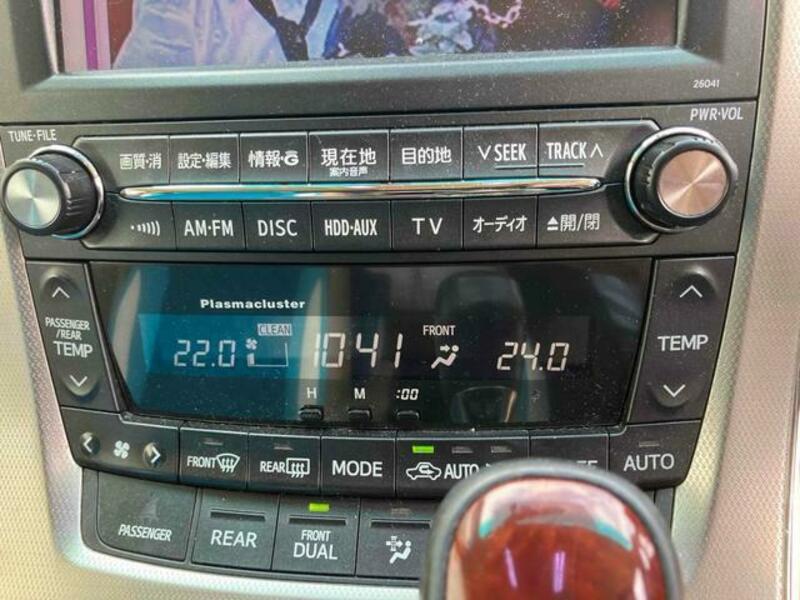 26041
TUNE·FILE
PWR·VOL
画質·消 設定·編集 情報·G 現在地 目的地 ∨SEEK TRACK∧
案内音声
AM·FM DISC HDD·AUX TV オーディオ ⏏開/閉
Plasmacluster
CLEAN
FRONT
22.0 10:41 24.0
H M :00
PASSENGER
/REAR
TEMP
TEMP
FRONT REAR MODE AUTO AUTO
PASSENGER REAR FRONT
DUAL